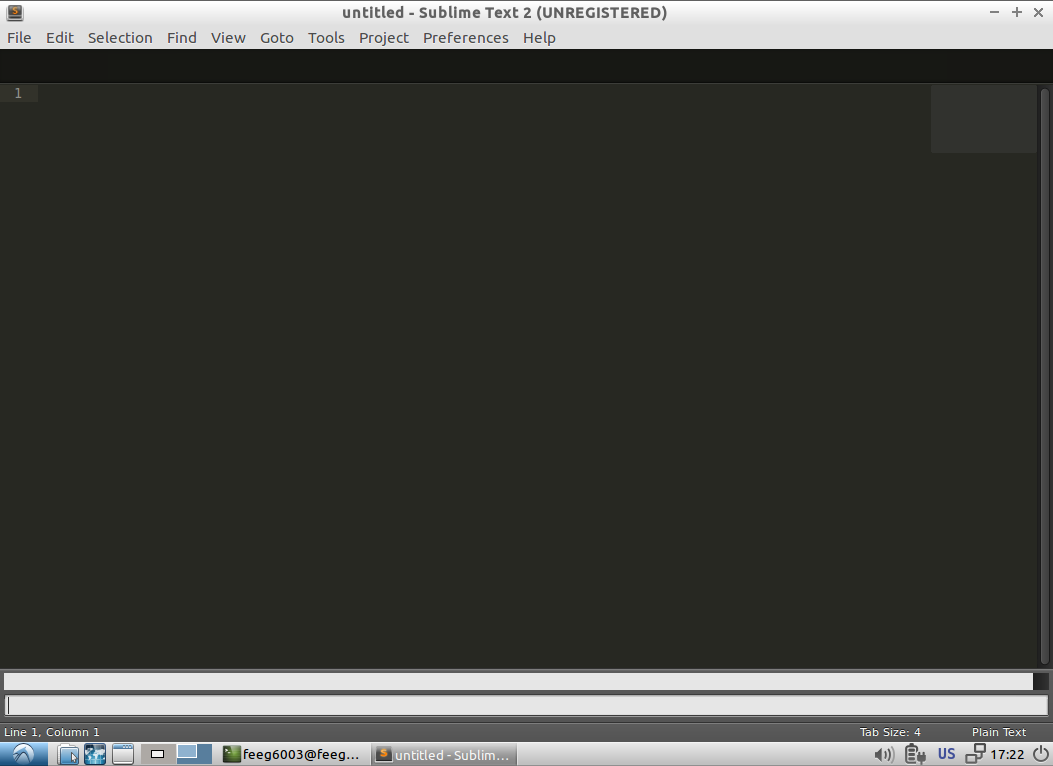 untitled - Sublime Text 2 (UNREGISTERED)
File Edit Selection Find View Goto Tools Project Preferences Help
1
Line 1, Column 1 Tab Size: 4 Plain Text
feeg6003@feeg... untitled - Sublim... US 17:22